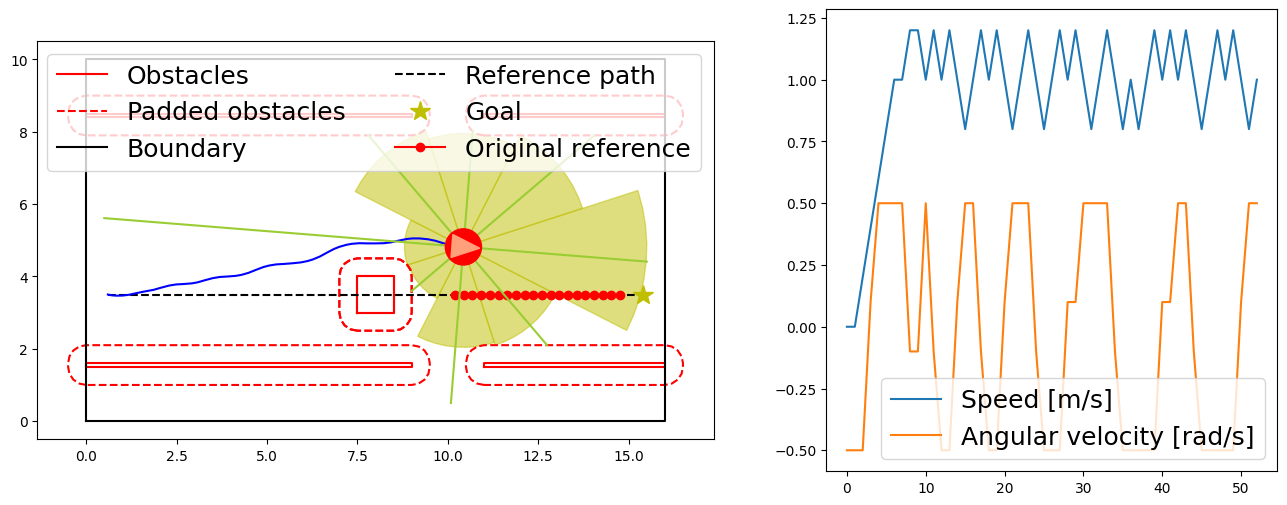 Obstacles
Padded obstacles
Boundary
Reference path
Goal
Original reference
10
8
6
4
2
0
0.0 2.5 5.0 7.5 10.0 12.5 15.0
1.25
1.00
0.75
0.50
0.25
0.00
−0.25
−0.50
Speed [m/s]
Angular velocity [rad/s]
0 10 20 30 40 50